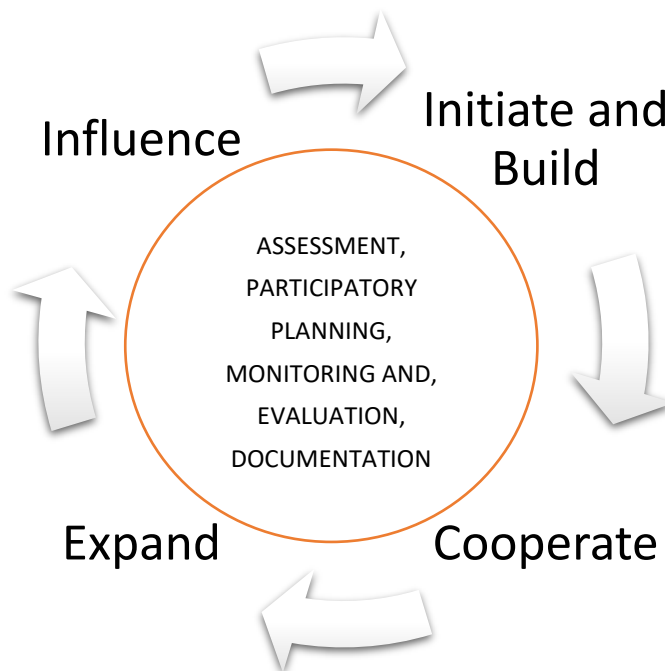 Influence
Initiate and
Build
ASSESSMENT,
PARTICIPATORY
PLANNING,
MONITORING AND,
EVALUATION,
DOCUMENTATION
Expand
Cooperate